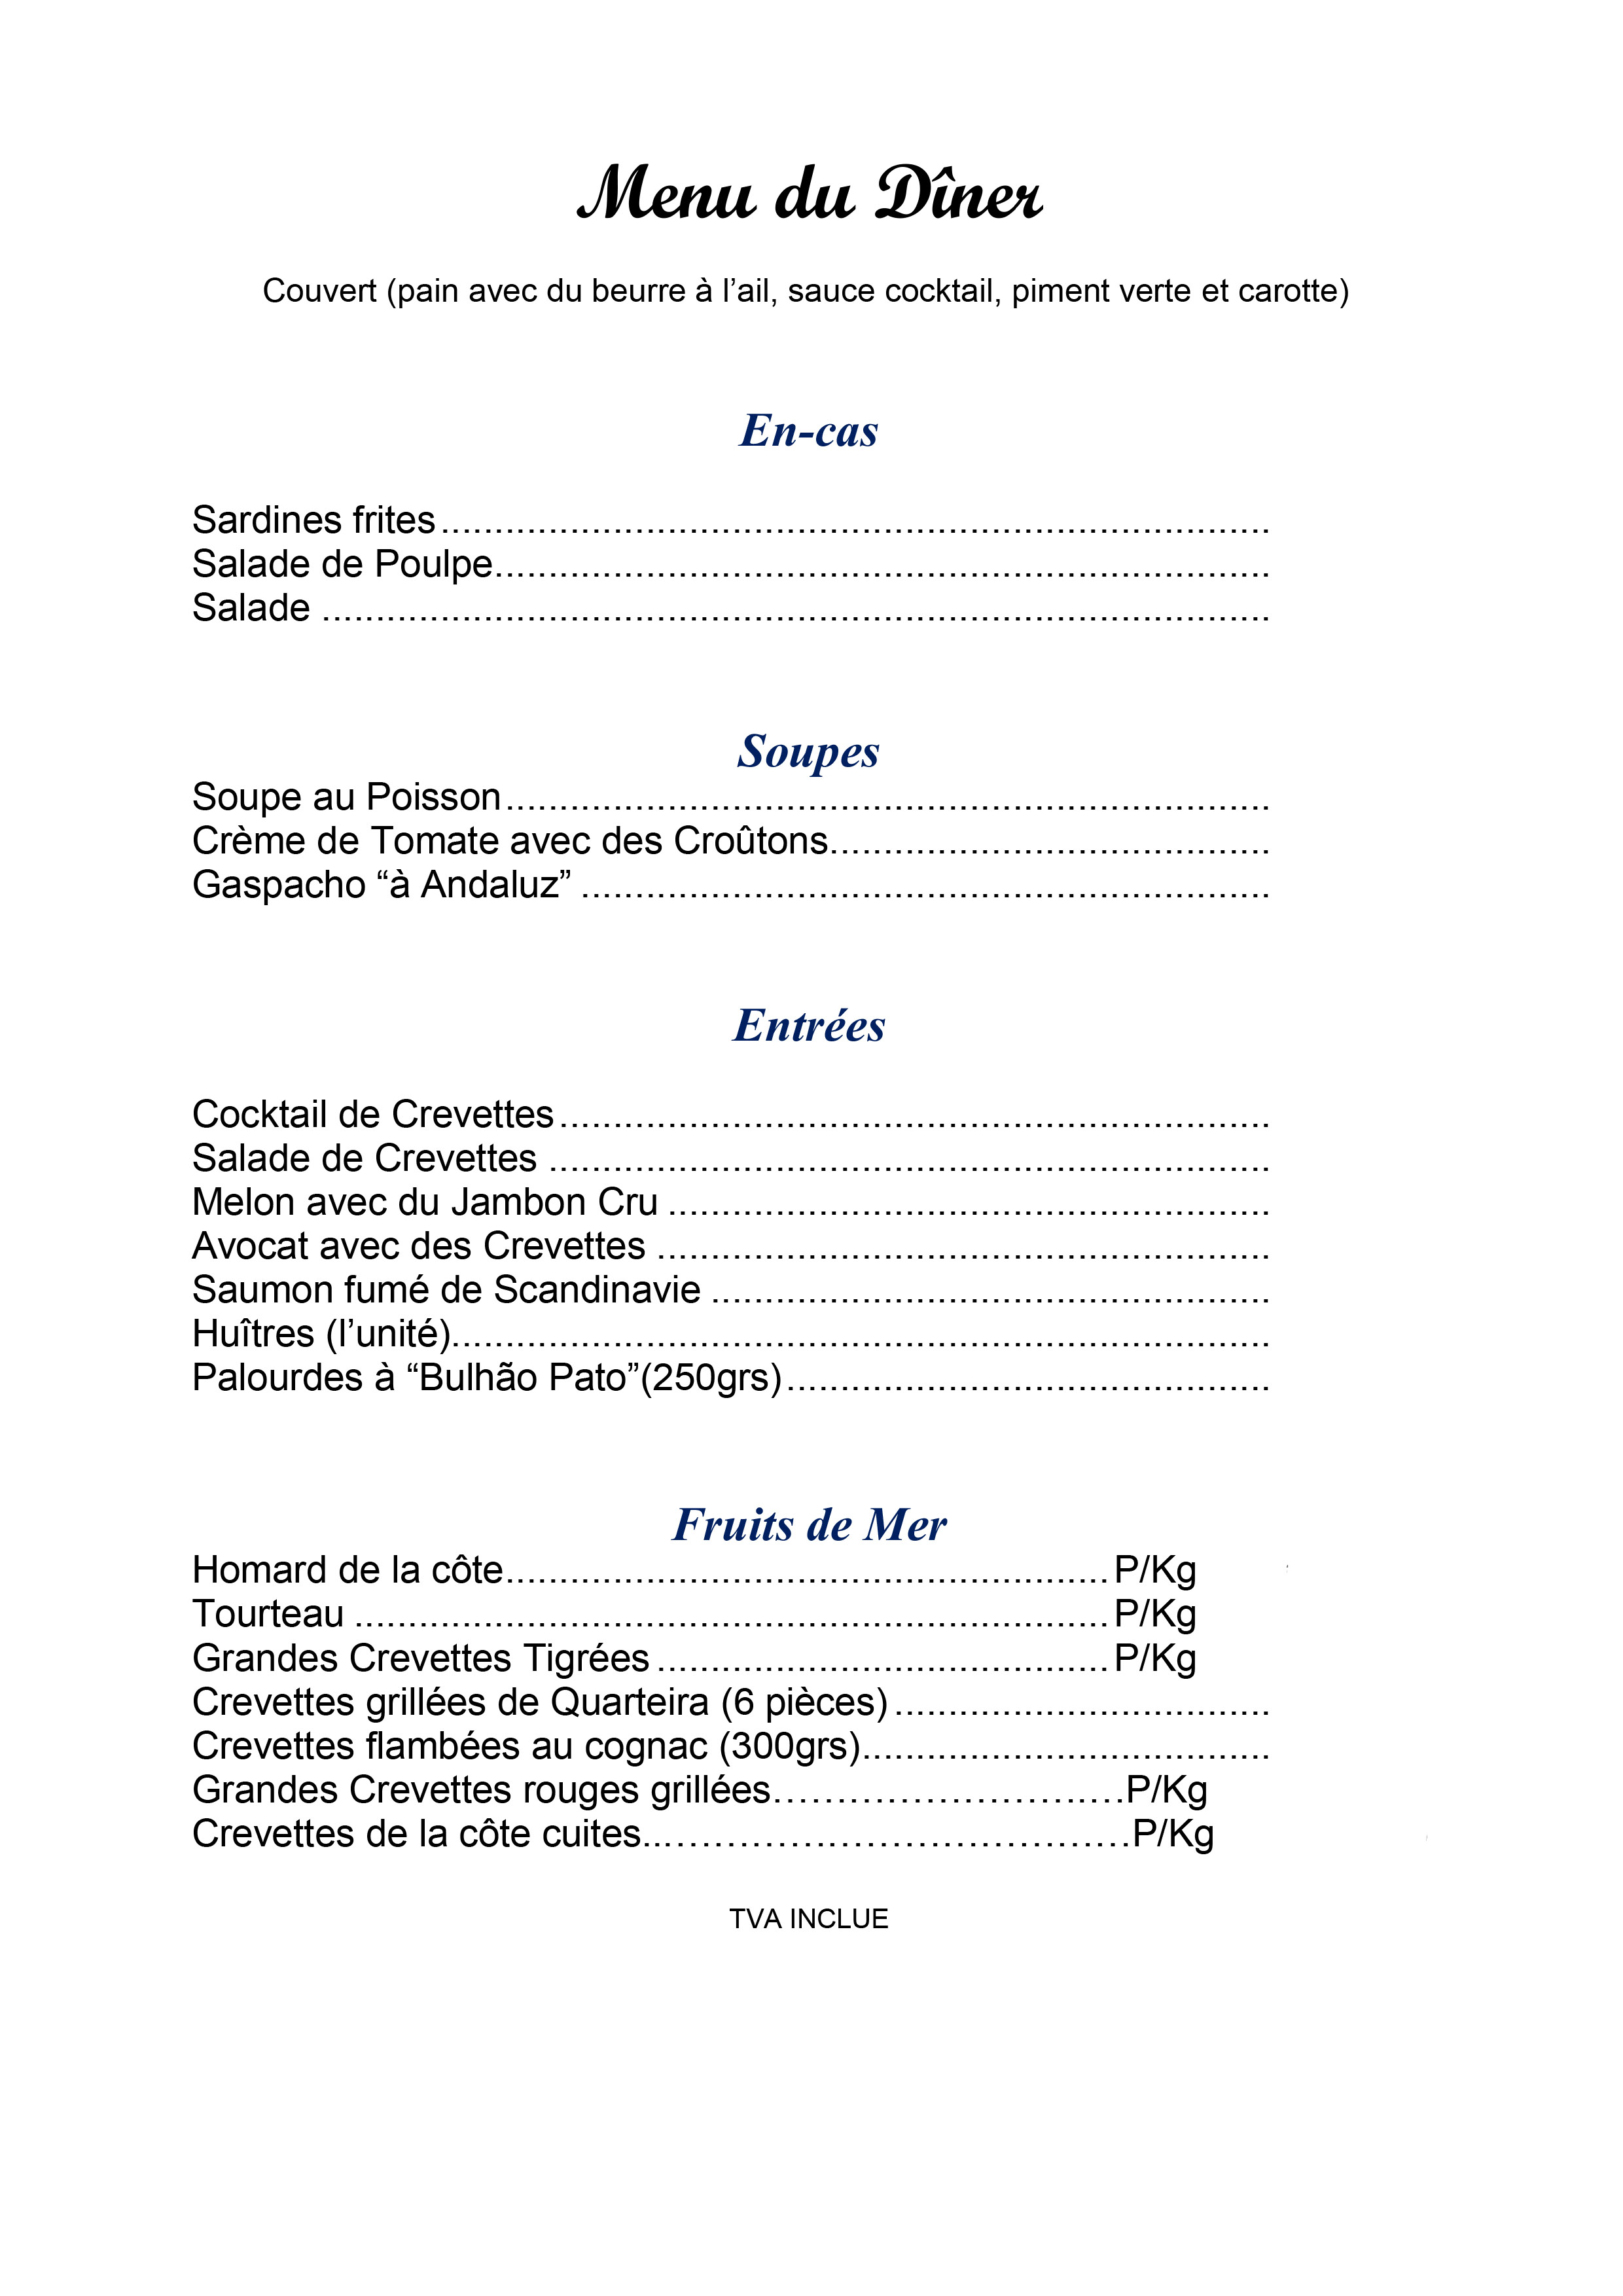 Menu du Dîner
Couvert (pain avec du beurre à l’ail, sauce cocktail, piment verte et carotte)
En-cas
Sardines frites..............................................................................
Salade de Poulpe.........................................................................
Salade .........................................................................................
Soupes
Soupe au Poisson........................................................................
Crème de Tomate avec des Croûtons.........................................
Gaspacho “à Andaluz” .................................................................
Entrées
Cocktail de Crevettes...................................................................
Salade de Crevettes ....................................................................
Melon avec du Jambon Cru .........................................................
Avocat avec des Crevettes ..........................................................
Saumon fumé de Scandinavie .....................................................
Huîtres (l’unité).............................................................................
Palourdes à “Bulhão Pato”(250grs)..............................................
Fruits de Mer
Homard de la côte.........................................................P/Kg
Tourteau .......................................................................P/Kg
Grandes Crevettes Tigrées...........................................P/Kg
Crevettes grillées de Quarteira (6 pièces)....................................
Crevettes flambées au cognac (300grs).......................................
Grandes Crevettes rouges grillées............................P/Kg
Crevettes de la côte cuites........................................P/Kg
TVA INCLUE